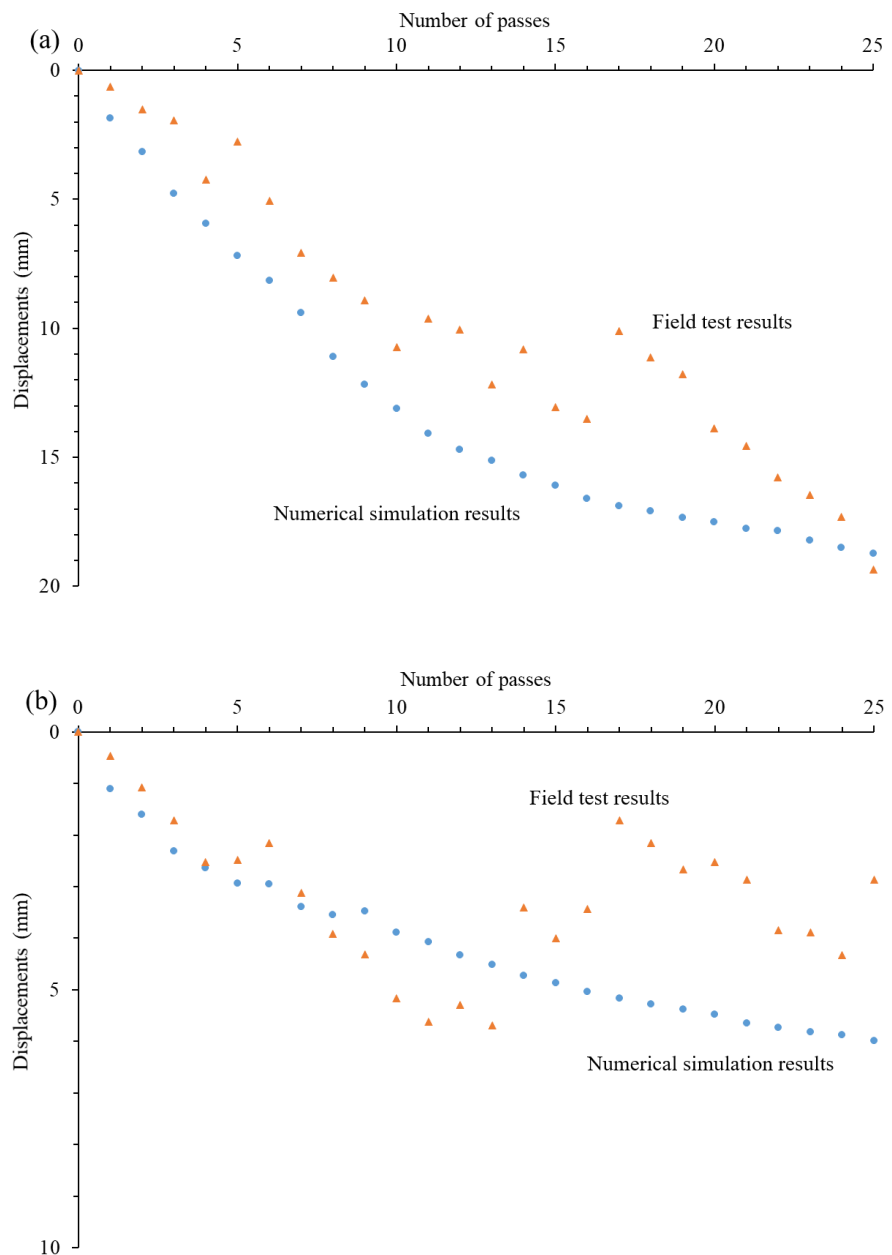 (a)
Number of passes
0 5 10 15 20 25
0
5
10
15
20
Displacements (mm)
Field test results
Numerical simulation results
(b)
Number of passes
0 5 10 15 20 25
0
5
10
Displacements (mm)
Field test results
Numerical simulation results